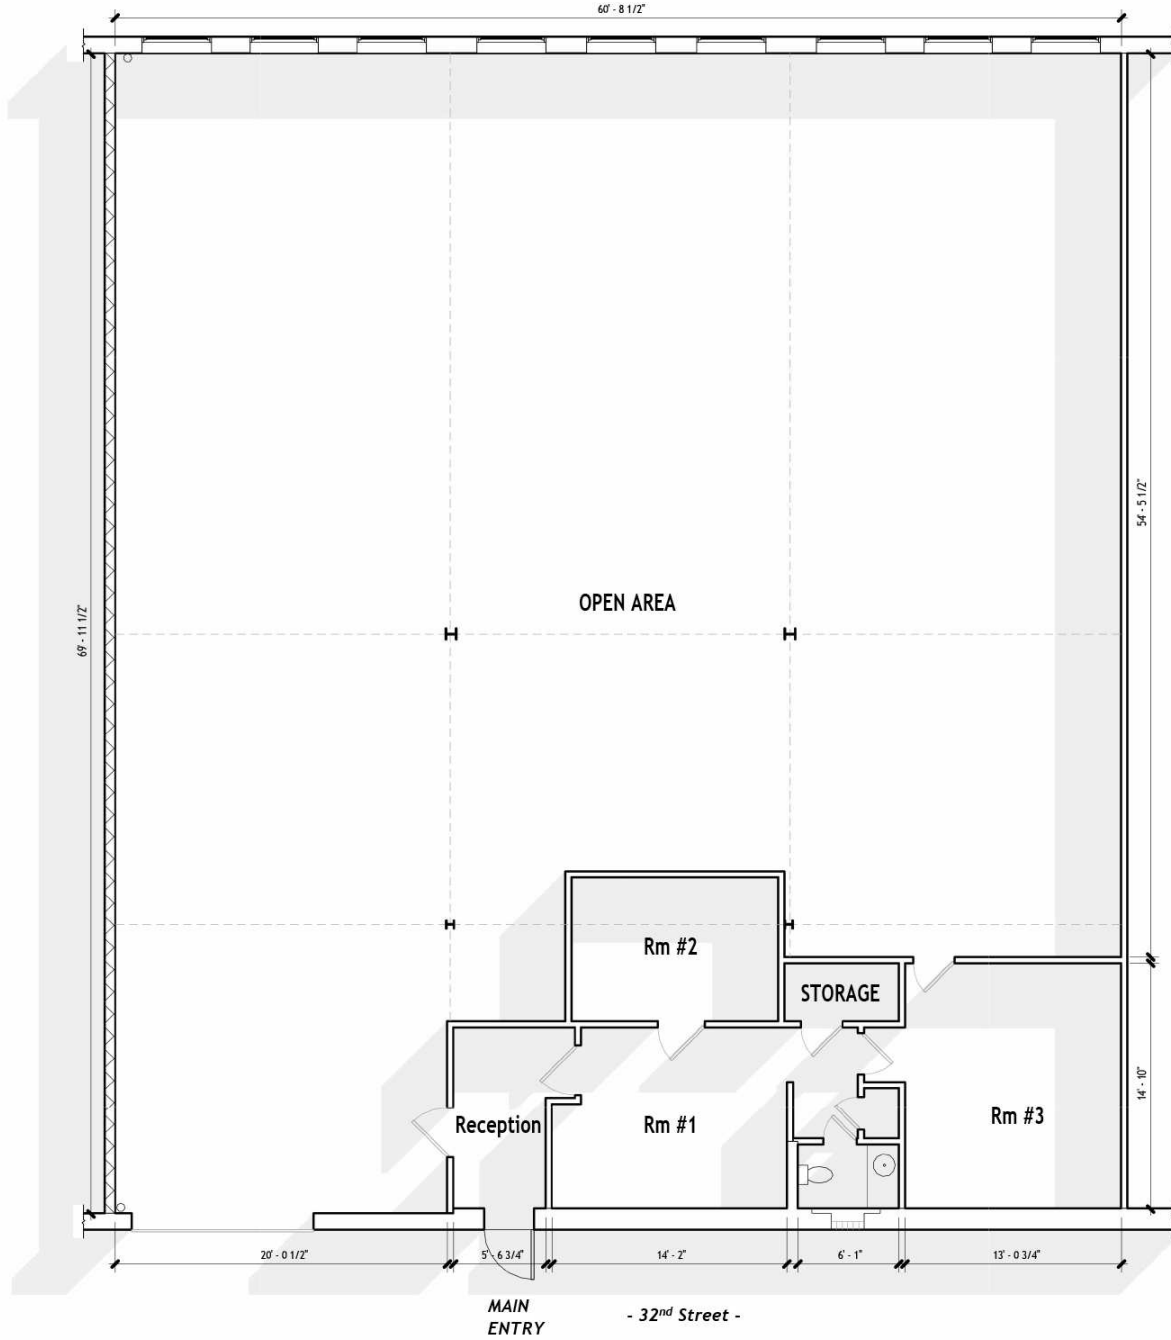 60' - 8 1/2"
54' - 5 1/2"
OPEN AREA
69' - 11 1/2"
Rm #2
STORAGE
14' - 10"
Reception
Rm #1
Rm #3
20' - 0 1/2"
5' - 6 3/4"
14' - 2"
6' - 1"
13' - 0 3/4"
MAIN
ENTRY
- 32nd Street -